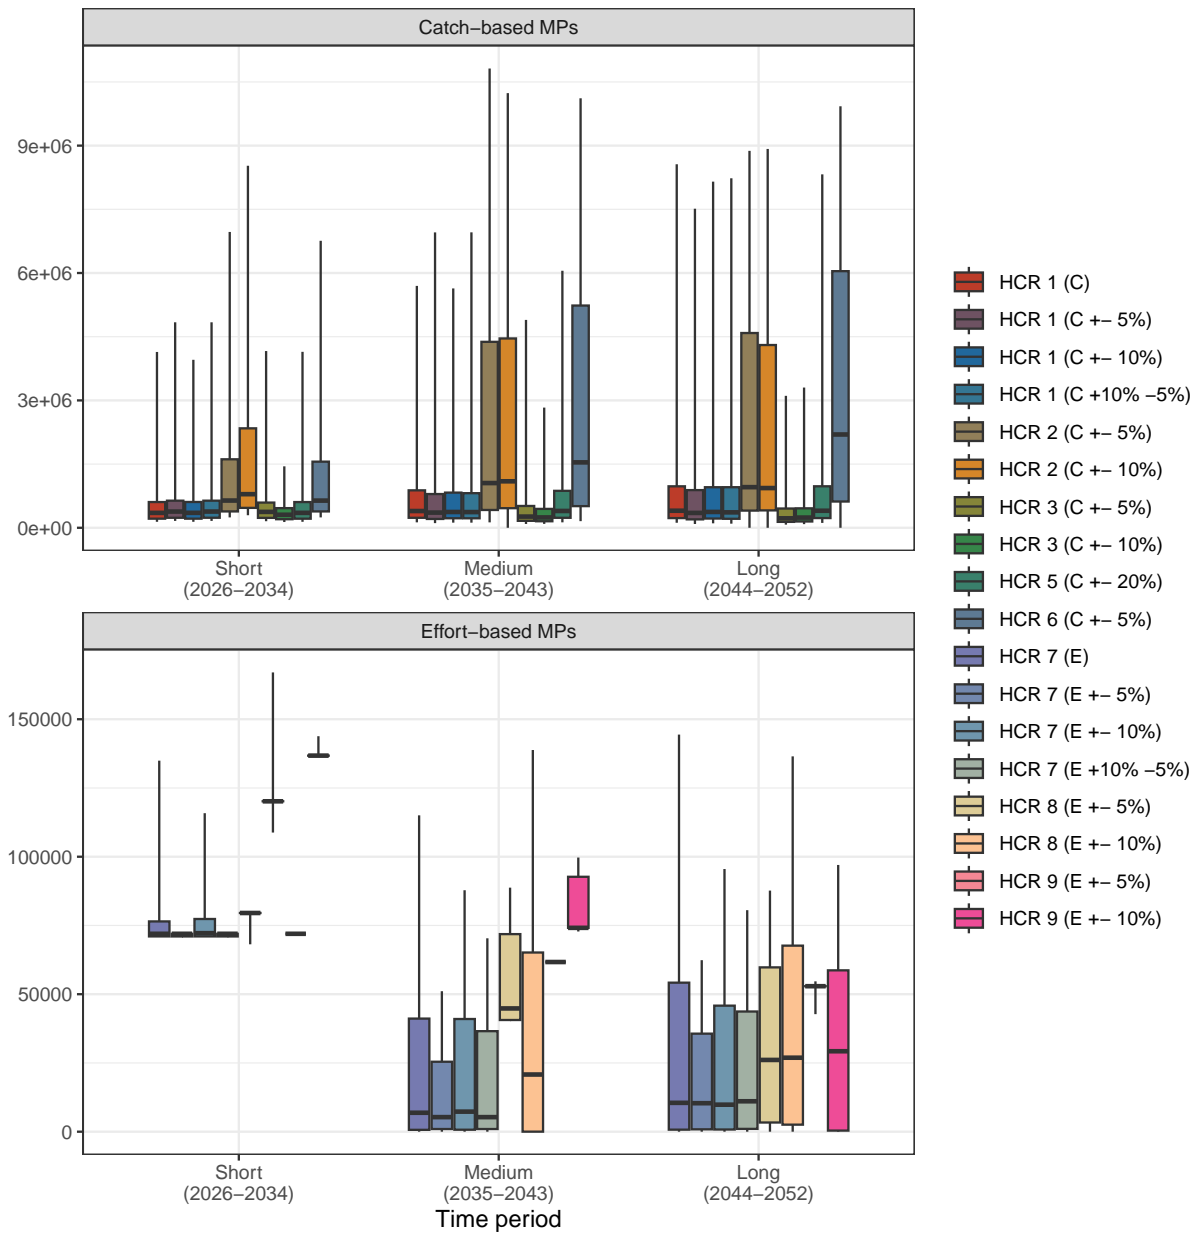 Catch−based MPs
9e+06
6e+06
3e+06
0e+00
Short
(2026−2034)
Medium
(2035−2043)
Long
(2044−2052)
Effort−based MPs
150000
100000
50000
0
Short
(2026−2034)
Medium
(2035−2043)
Long
(2044−2052)
Time period
HCR 1 (C)
HCR 1 (C +− 5%)
HCR 1 (C +− 10%)
HCR 1 (C +10% −5%)
HCR 2 (C +− 5%)
HCR 2 (C +− 10%)
HCR 3 (C +− 5%)
HCR 3 (C +− 10%)
HCR 5 (C +− 20%)
HCR 6 (C +− 5%)
HCR 7 (E)
HCR 7 (E +− 5%)
HCR 7 (E +− 10%)
HCR 7 (E +10% −5%)
HCR 8 (E +− 5%)
HCR 8 (E +− 10%)
HCR 9 (E +− 5%)
HCR 9 (E +− 10%)